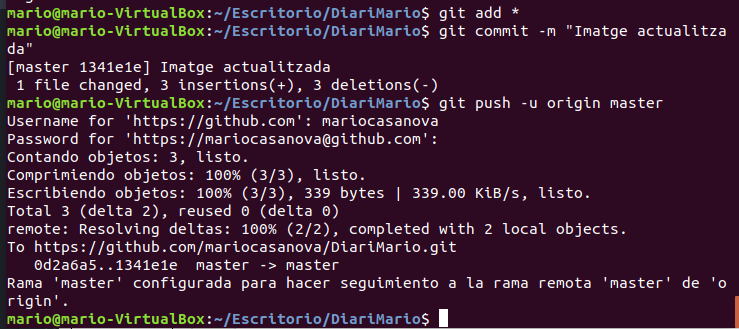 mario@mario-VirtualBox:~/Escritorio/DiariMario$ git add *
mario@mario-VirtualBox:~/Escritorio/DiariMario$ git commit -m "Imatge actualitza
da"
[master 1341e1e] Imatge actualitzada
 1 file changed, 3 insertions(+), 3 deletions(-)
mario@mario-VirtualBox:~/Escritorio/DiariMario$ git push -u origin master
Username for 'https://github.com': mariocasanova
Password for 'https://mariocasanova@github.com':
Contando objetos: 3, listo.
Comprimiendo objetos: 100% (3/3), listo.
Escribiendo objetos: 100% (3/3), 339 bytes | 339.00 KiB/s, listo.
Total 3 (delta 2), reused 0 (delta 0)
remote: Resolving deltas: 100% (2/2), completed with 2 local objects.
To https://github.com/mariocasanova/DiariMario.git
   0d2a6a5..1341e1e  master -> master
Rama 'master' configurada para hacer seguimiento a la rama remota 'master' de 'o
rigin'.
mario@mario-VirtualBox:~/Escritorio/DiariMario$